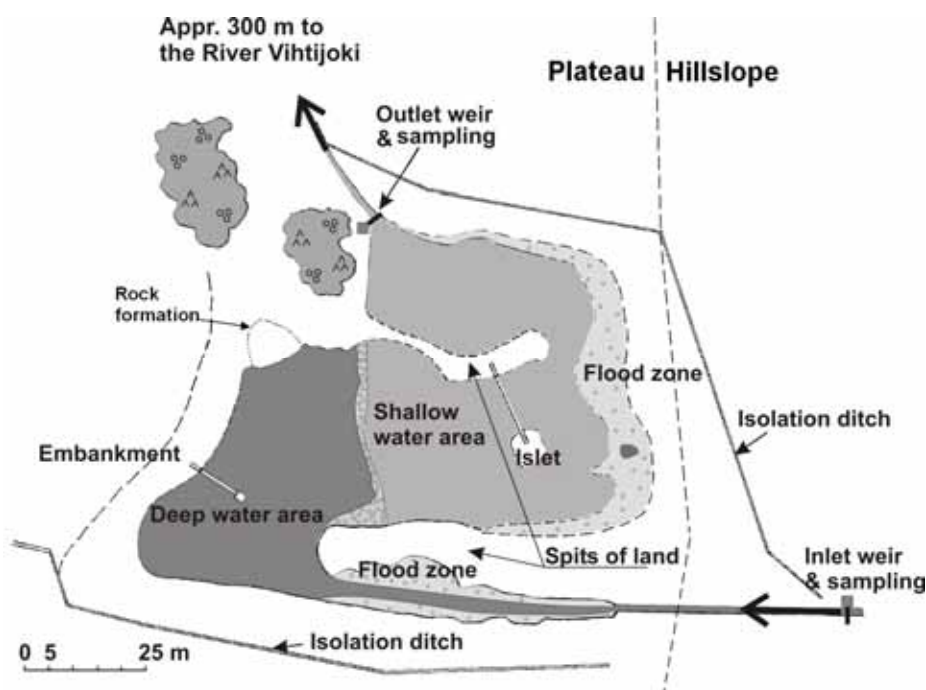 Appr. 300 m to
the River Vihtijoki
Plateau
Hillslope
Outlet weir
& sampling
Rock
formation
Flood zone
Shallow
water area
Isolation ditch
Embankment
Islet
Deep water area
Spits of land
Inlet weir
& sampling
Flood zone
Isolation ditch
0 5 25 m